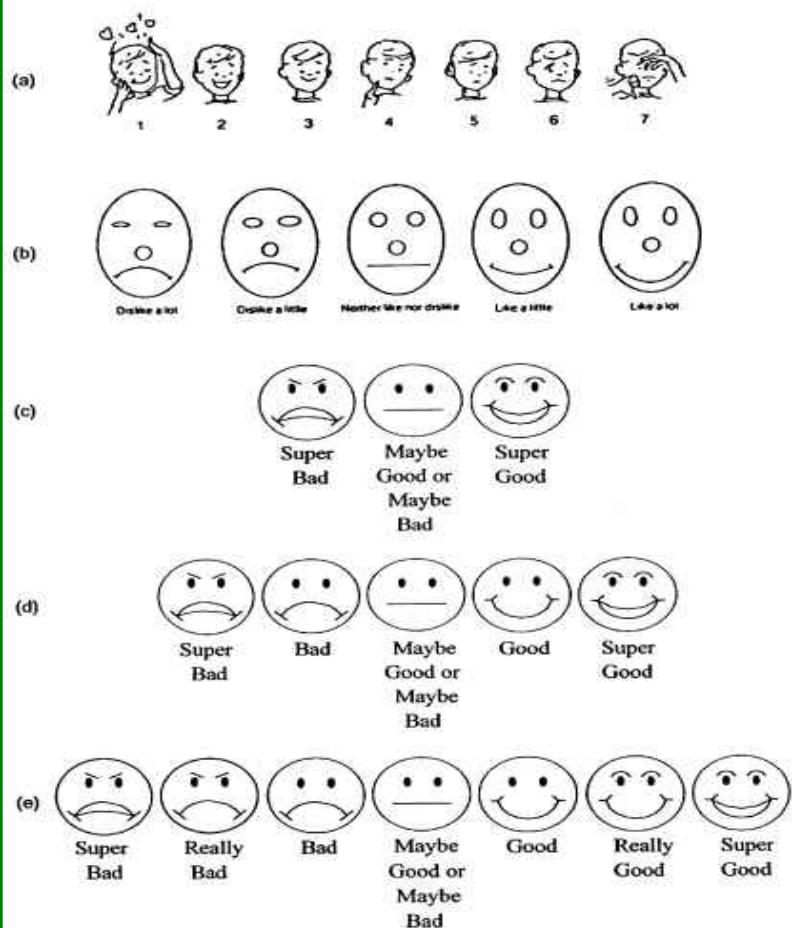 (a)
1 2 3 4 5 6 7
(b)
Dislike a lot Dislike a little Neither like nor dislike Like a little Like a lot
(c)
Super Maybe Super
Bad Good or Good
Maybe
Bad
(d)
Super Bad Maybe Good Super
Bad Good or Good
Maybe
Bad
(e)
Super Really Bad Maybe Good Really Super
Bad Bad Good or Good Good
Maybe
Bad